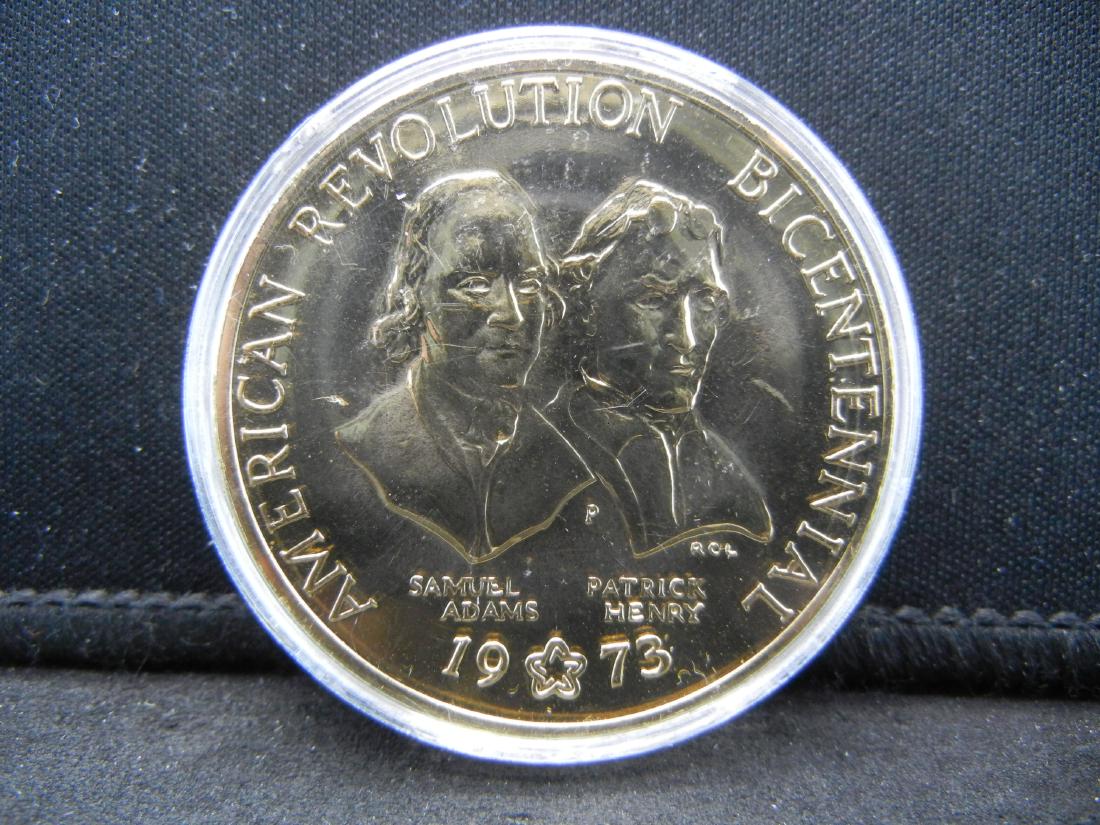 AMERICAN REVOLUTION BICENTENNIAL
P
RCL
SAMUEL ADAMS
PATRICK HENRY
1973